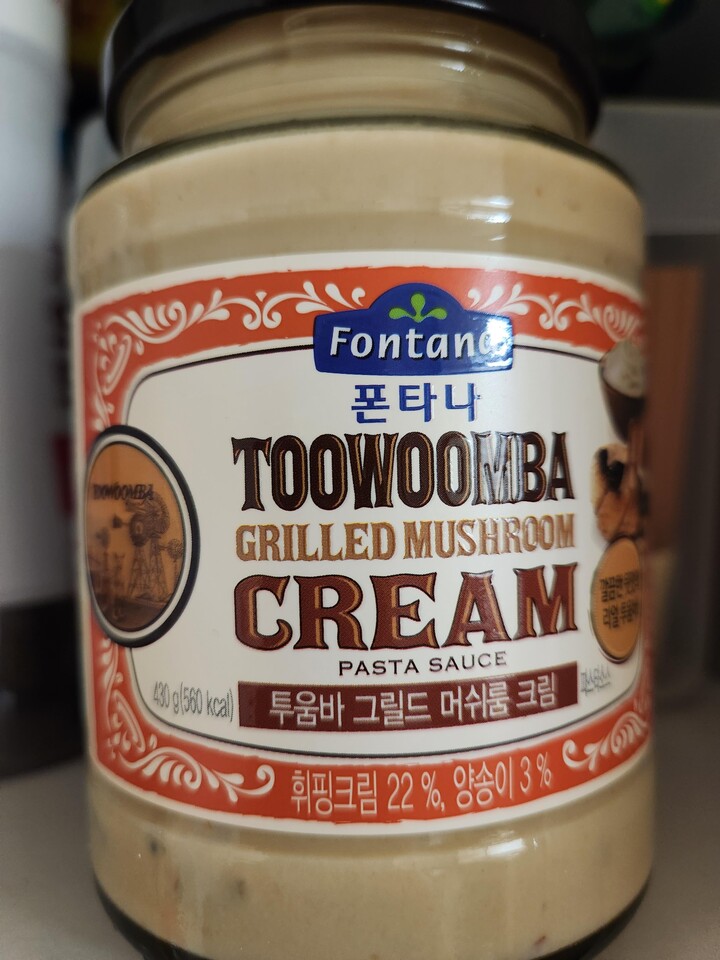 Fontana
폰타나
TOOWOOMBA
TOOWOOMBA
GRILLED MUSHROOM
CREAM
PASTA SAUCE
430 g(560 kcal)
투움바 그릴드 머쉬룸 크림
휘핑크림 22 %, 양송이 3 %